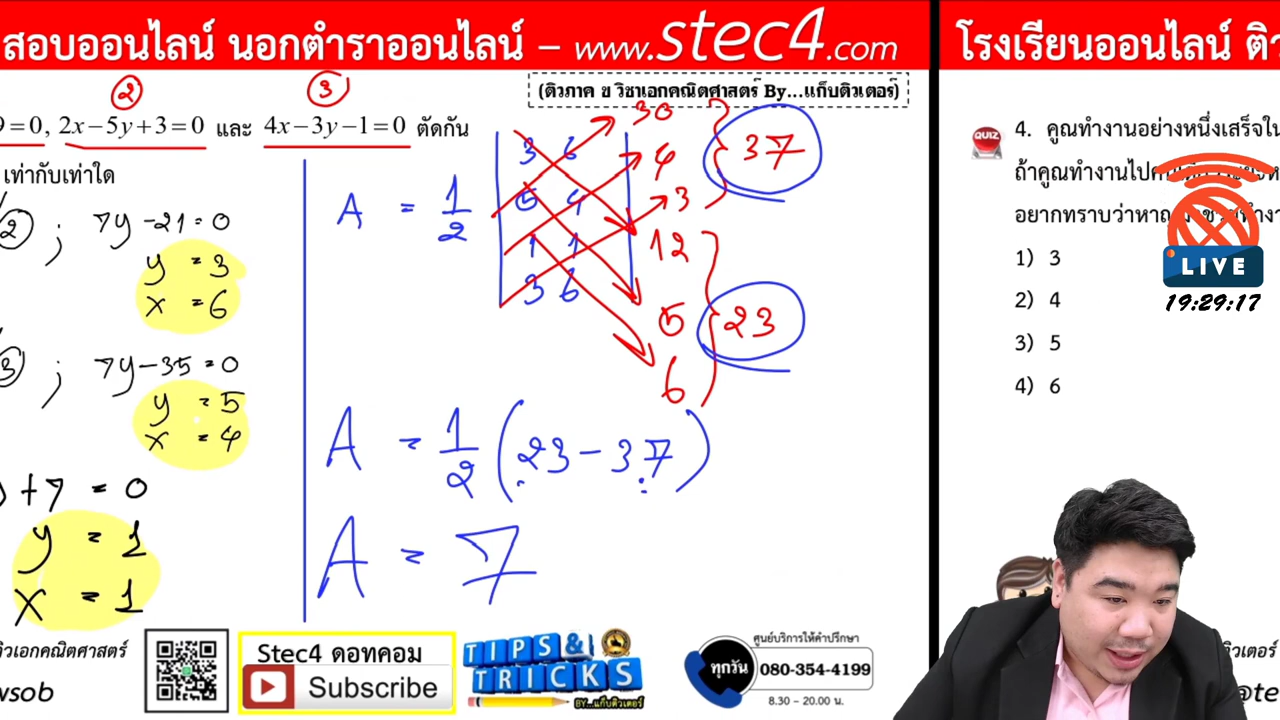 สอบออนไลน์ นอกตำราออนไลน์ – www.stec4.com
โรงเรียนออนไลน์ ติว
(ติวภาค ข วิชาเอกคณิตศาสตร์ By...แก๊บติวเตอร์)
2 3
9=0, 2x−5y+3=0 และ 4x−3y−1=0 ตัดกัน
เท่ากับเท่าใด
2 ; 7y −21 = 0
y = 3
x = 6
3 ; 7y −35 = 0
y = 5
x = 4
+7 = 0
y = 1
x = 1
A = 1/2
3 6
5 4
1 1
3 6
30
4
3
37
12
5
6
23
A = 1/2 (23 − 37)
A = 7
QUIZ
4. คูณทำงานอย่างหนึ่งเสร็จใน
ถ้าคูณทำงานไป
อยากทราบว่า
1) 3
2) 4
3) 5
4) 6
LIVE
19:29:17
ติวเอกคณิตศาสตร์
wsob
Stec4 ดอทคอม
Subscribe
TIPS &
TRICKS
BY...แก๊บติวเตอร์
ศูนย์บริการให้คำปรึกษา
ทุกวัน 080-354-4199
8.30 – 20.00 น.
ติวเตอร์
@te